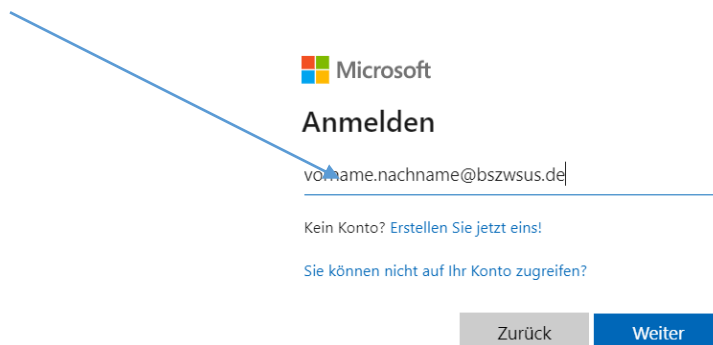 Microsoft
Anmelden
vorname.nachname@bszwsus.de
Kein Konto? Erstellen Sie jetzt eins!
Sie können nicht auf Ihr Konto zugreifen?
Zurück
Weiter